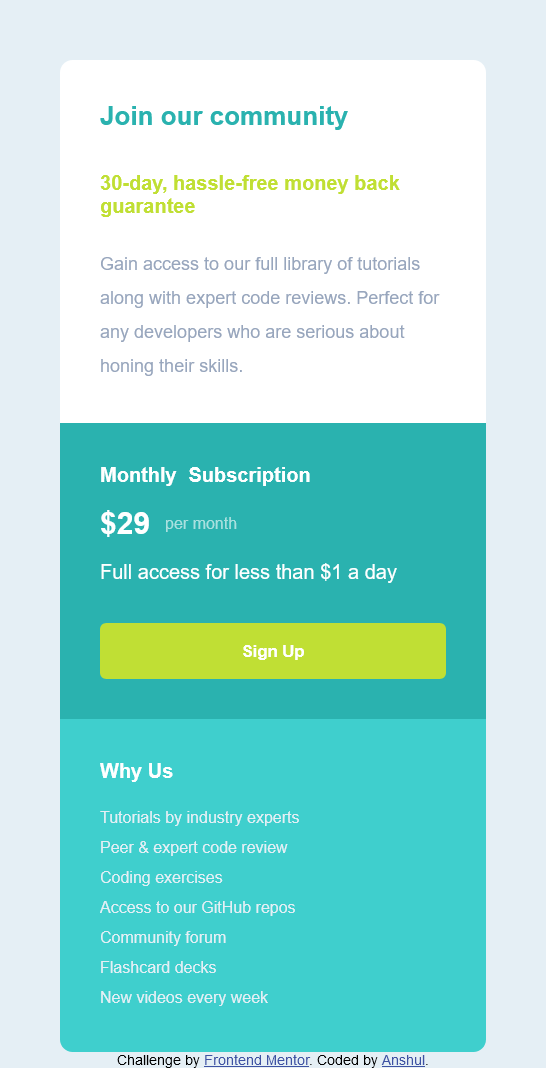 Join our community
30-day, hassle-free money back
guarantee
Gain access to our full library of tutorials
along with expert code reviews. Perfect for
any developers who are serious about
honing their skills.
Monthly  Subscription
$29 per month
Full access for less than $1 a day
Sign Up
Why Us
Tutorials by industry experts
Peer & expert code review
Coding exercises
Access to our GitHub repos
Community forum
Flashcard decks
New videos every week
Challenge by Frontend Mentor. Coded by Anshul.